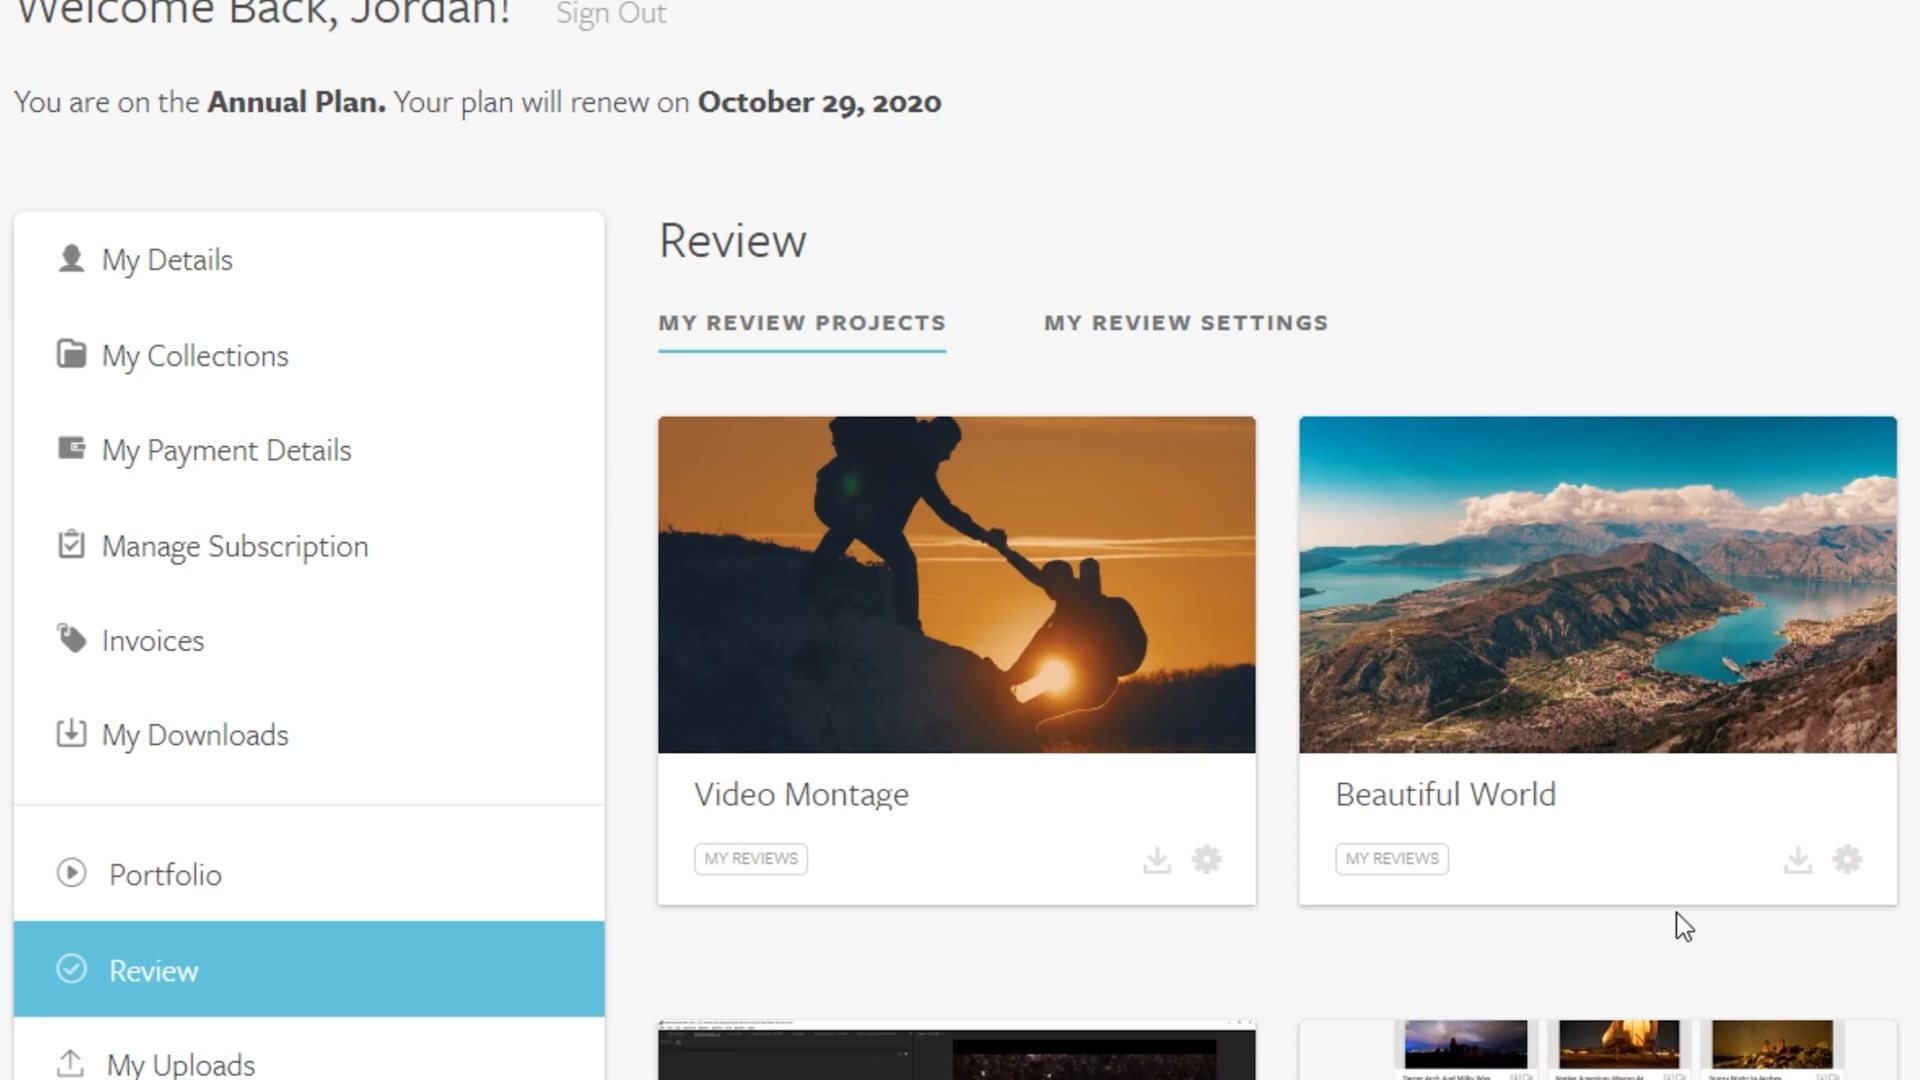 Welcome Back, Jordan!
Sign Out
You are on the Annual Plan. Your plan will renew on October 29, 2020
My Details
My Collections
My Payment Details
Manage Subscription
Invoices
My Downloads
Portfolio
Review
My Uploads
Review
MY REVIEW PROJECTS
MY REVIEW SETTINGS
Video Montage
MY REVIEWS
Beautiful World
MY REVIEWS